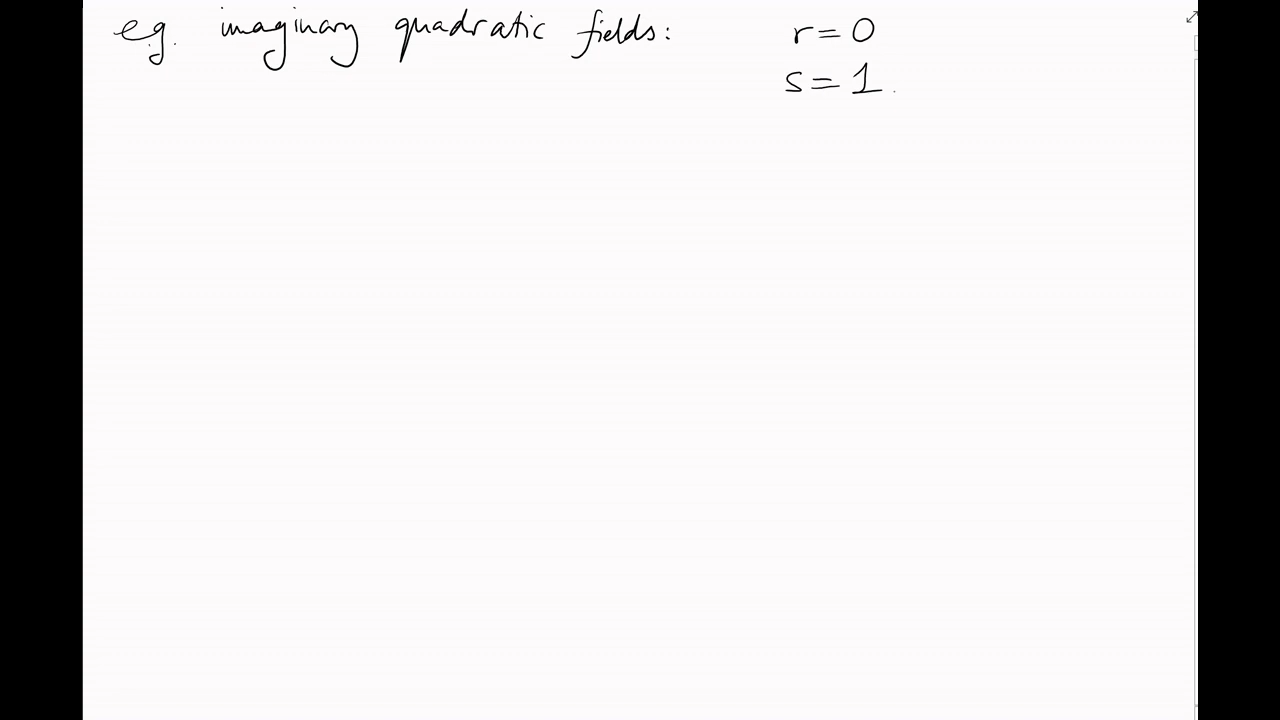 e.g. imaginary quadratic fields: r = 0
s = 1.